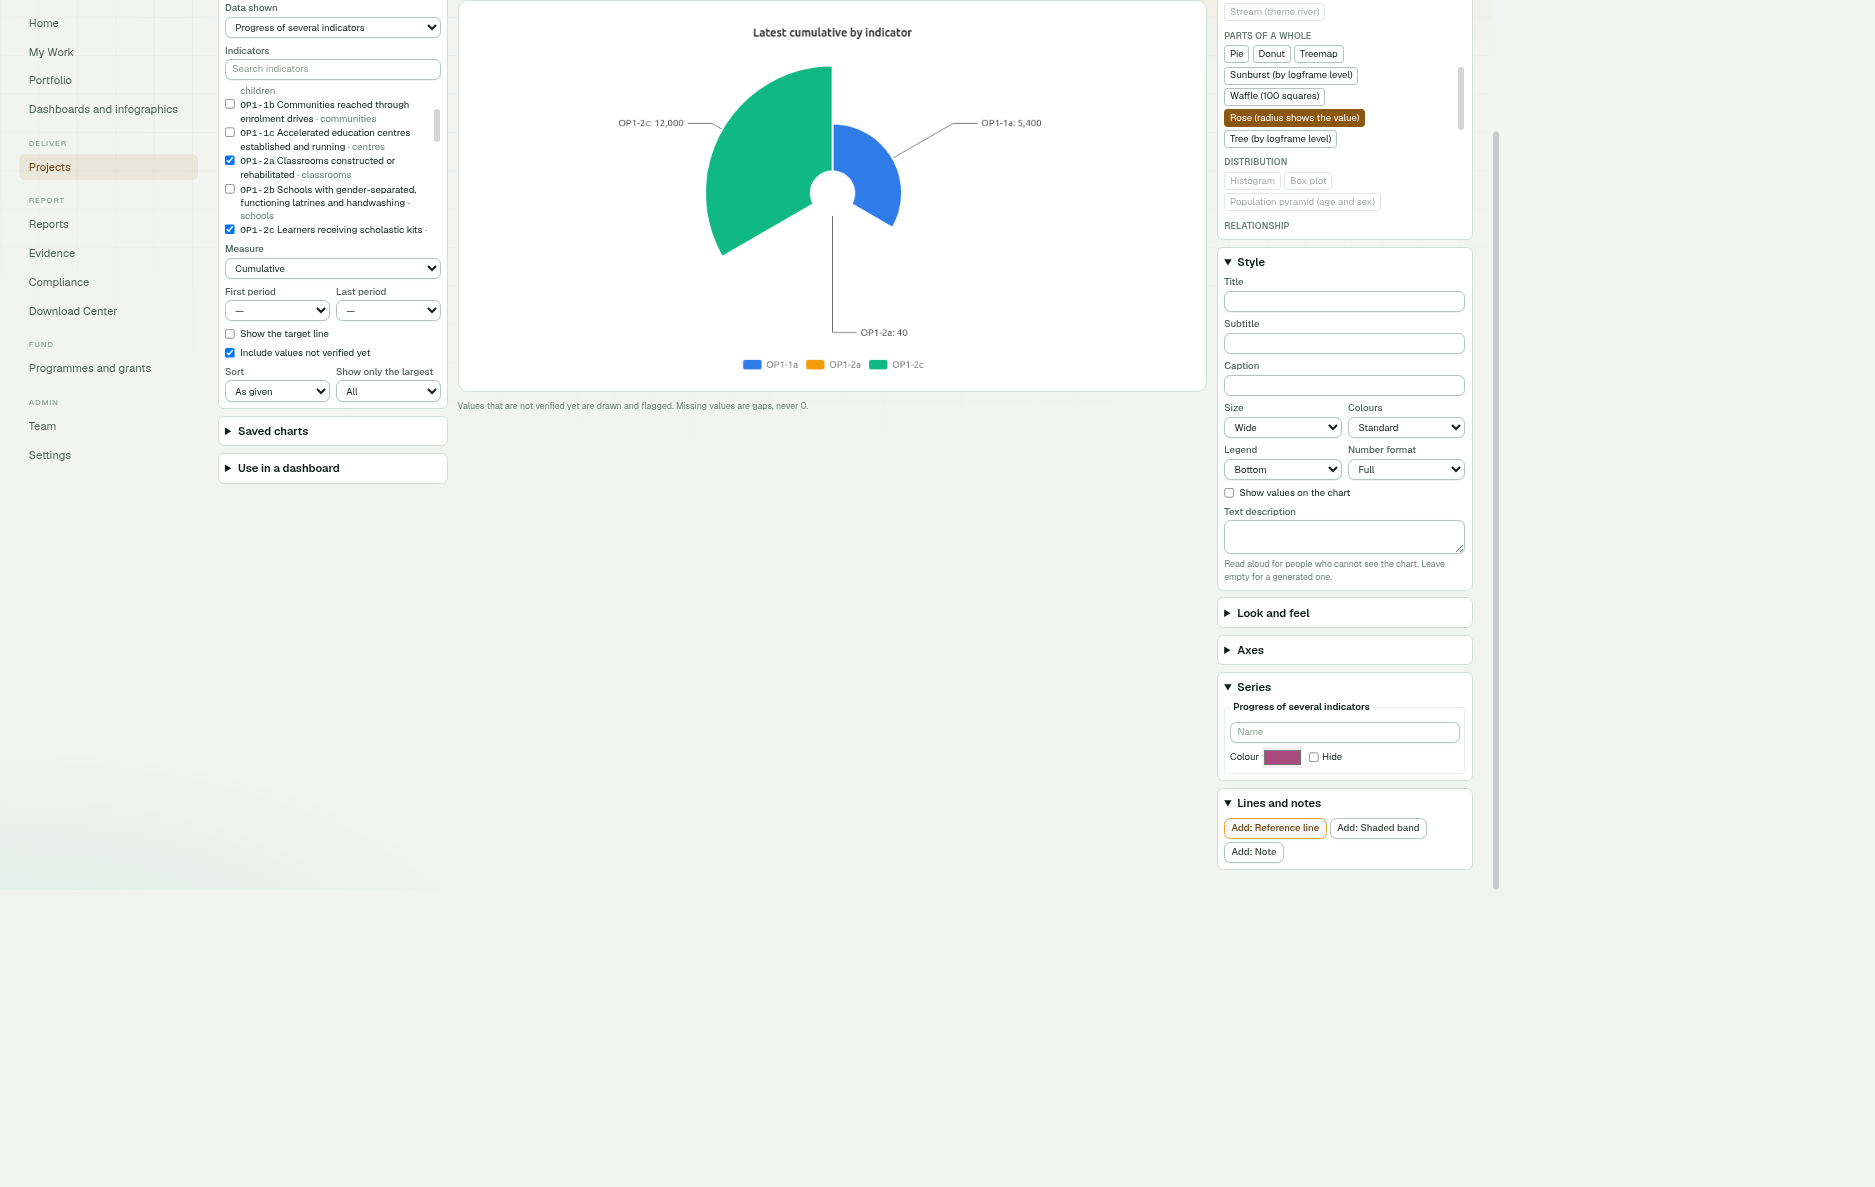 Home
My Work
Portfolio
Dashboards and infographics
DELIVER
Projects
REPORT
Reports
Evidence
Compliance
Download Center
FUND
Programmes and grants
ADMIN
Team
Settings
Data shown
Progress of several indicators
Indicators
Search indicators
children
OP1-1b Communities reached through
enrolment drives · communities
OP1-1c Accelerated education centres
established and running · centres
OP1-2a Classrooms constructed or
rehabilitated · classrooms
OP1-2b Schools with gender-separated,
functioning latrines and handwashing ·
schools
OP1-2c Learners receiving scholastic kits ·
Measure
Cumulative
First period
Last period
—
—
Show the target line
Include values not verified yet
Sort
Show only the largest
As given
All
Saved charts
Use in a dashboard
Latest cumulative by indicator
OP1-2c: 12,000
OP1-1a: 5,400
OP1-2a: 40
OP1-1a
OP1-2a
OP1-2c
Values that are not verified yet are drawn and flagged. Missing values are gaps, never 0.
Stream (theme river)
PARTS OF A WHOLE
Pie
Donut
Treemap
Sunburst (by logframe level)
Waffle (100 squares)
Rose (radius shows the value)
Tree (by logframe level)
DISTRIBUTION
Histogram
Box plot
Population pyramid (age and sex)
RELATIONSHIP
Style
Title
Subtitle
Caption
Size
Colours
Wide
Standard
Legend
Number format
Bottom
Full
Show values on the chart
Text description
Read aloud for people who cannot see the chart. Leave
empty for a generated one.
Look and feel
Axes
Series
Progress of several indicators
Name
Colour
Hide
Lines and notes
Add: Reference line
Add: Shaded band
Add: Note